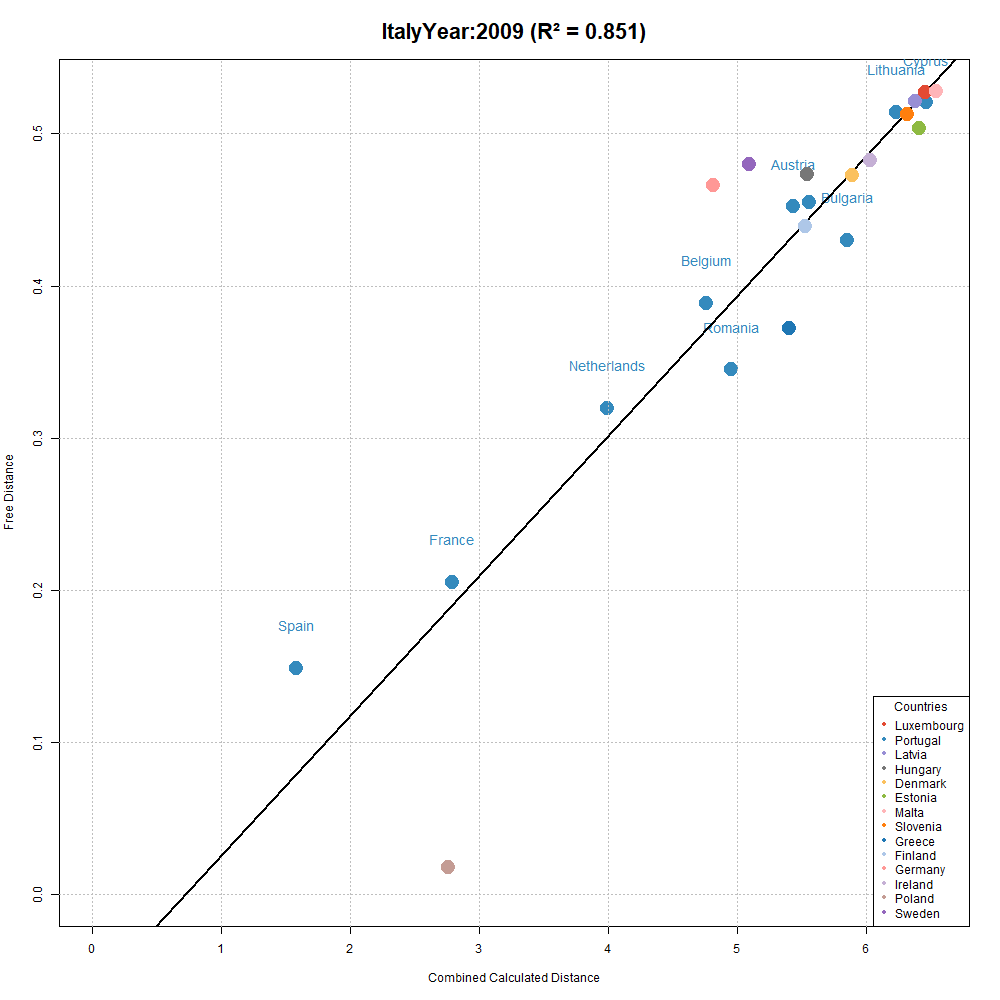 ItalyYear:2009 (R² = 0.851)
Cyprus
Lithuania
Austria
Bulgaria
Belgium
Romania
Netherlands
France
Spain
Free Distance
0.5
0.4
0.3
0.2
0.1
0.0
0 1 2 3 4 5 6
Combined Calculated Distance
Countries
Luxembourg
Portugal
Latvia
Hungary
Denmark
Estonia
Malta
Slovenia
Greece
Finland
Germany
Ireland
Poland
Sweden